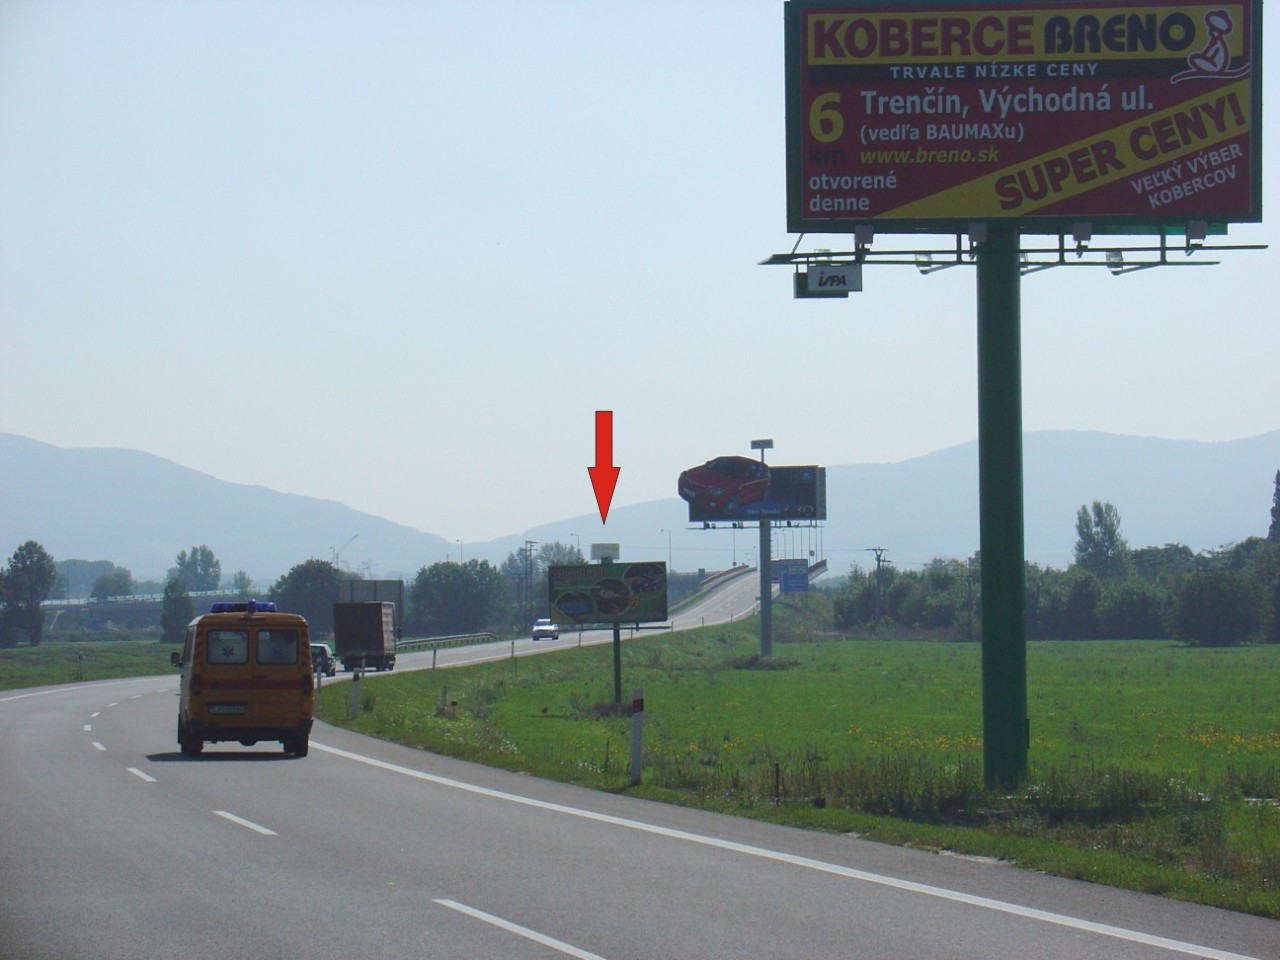 KOBERCE BRENO
TRVALE NÍZKE CENY
6 km
Trenčín, Východná ul.
(vedľa BAUMAXu)
www.breno.sk
otvorené
denne
SUPER CENY!
VEĽKÝ VÝBER
KOBERCOV
ISPA